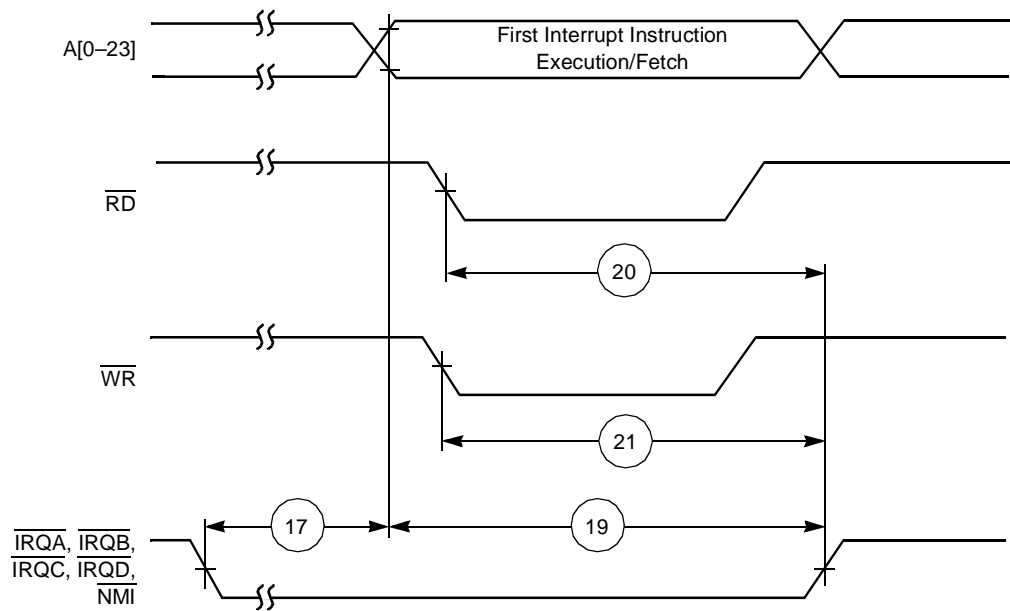 A[0–23]
First Interrupt Instruction
Execution/Fetch
RD
20
WR
21
17
19
IRQA, IRQB,
IRQC, IRQD,
NMI